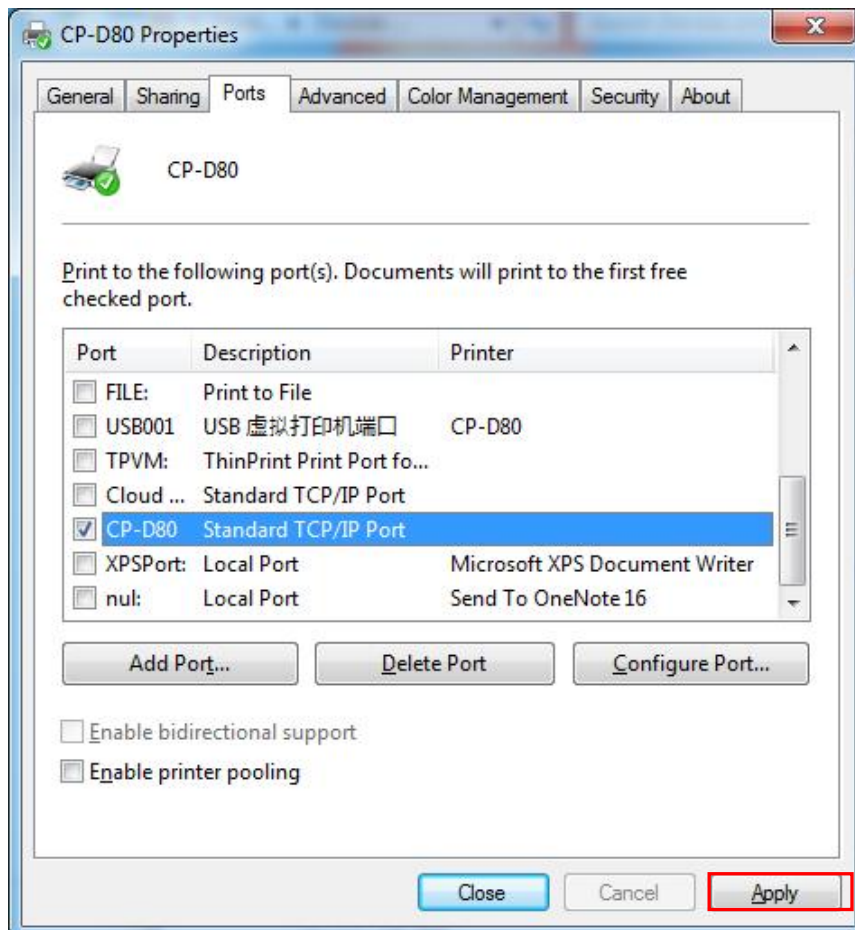 CP-D80 Properties
General Sharing Ports Advanced Color Management Security About
CP-D80
Print to the following port(s). Documents will print to the first free
checked port.
Port Description Printer
FILE: Print to File
USB001 USB 虚拟打印机端口 CP-D80
TPVM: ThinPrint Print Port fo...
Cloud ... Standard TCP/IP Port
CP-D80 Standard TCP/IP Port
XPSPort: Local Port Microsoft XPS Document Writer
nul: Local Port Send To OneNote 16
Add Port... Delete Port Configure Port...
Enable bidirectional support
Enable printer pooling
Close Cancel Apply